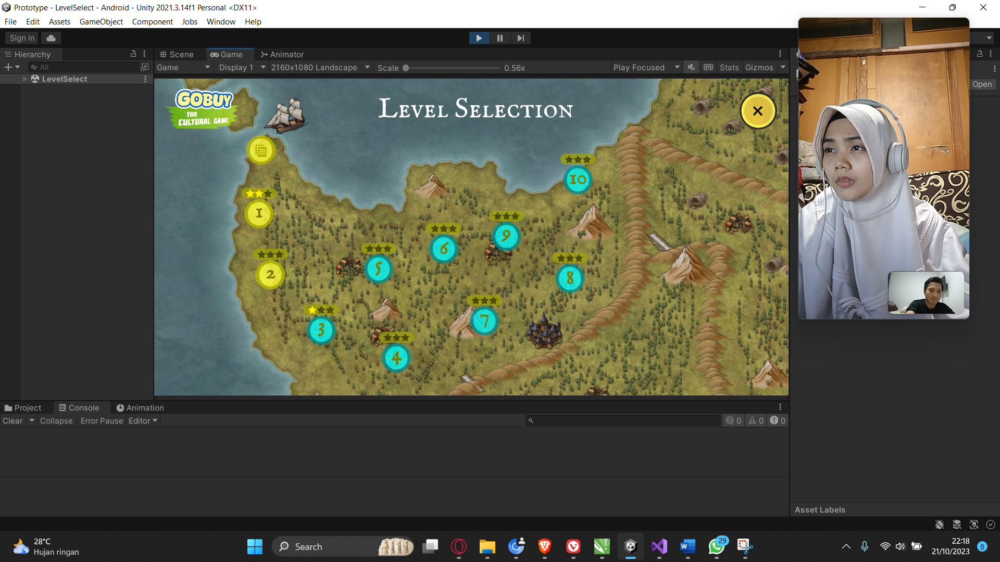 Prototype - LevelSelect - Android - Unity 2021.3.14f1 Personal <DX11>
File Edit Assets GameObject Component Jobs Window Help
Sign in
Hierarchy
Scene Game Animator
All
Game Display 1 2160x1080 Landscape Scale 0.56x Play Focused Stats Gizmos
LevelSelect
Open
GOBUY
THE
CULTURAL GAME
Level Selection
10
1
9
6
5
2
8
7
3
4
Project Console Animation
Clear Collapse Error Pause Editor
0 0 0
Asset Labels
28°C
Hujan ringan
Search
29
22:18
21/10/2023
8